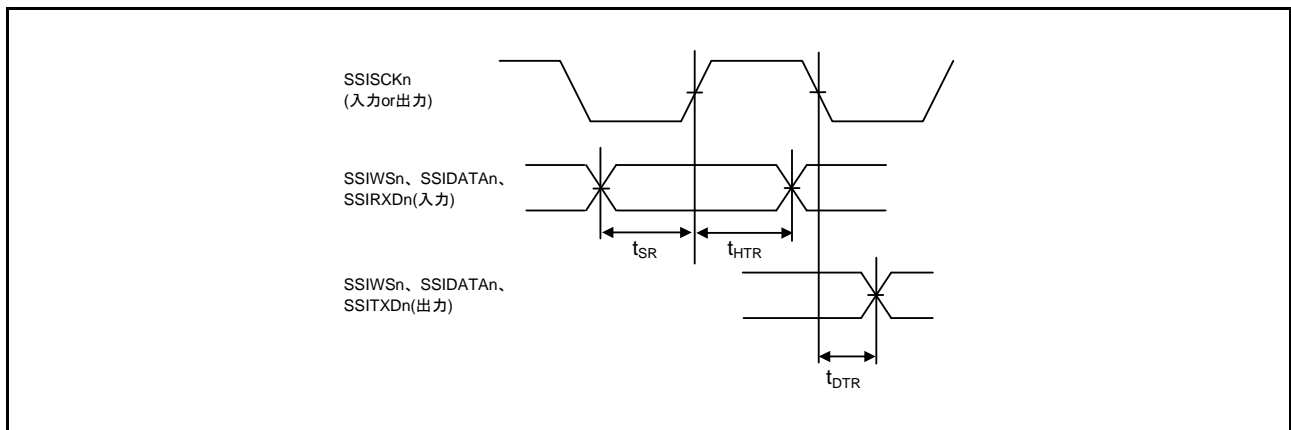 SSISCKn
(入力or出力)
SSIWSn、SSIDATAn、
SSIRXDn(入力)
tSR
tHTR
SSIWSn、SSIDATAn、
SSITXDn(出力)
tDTR